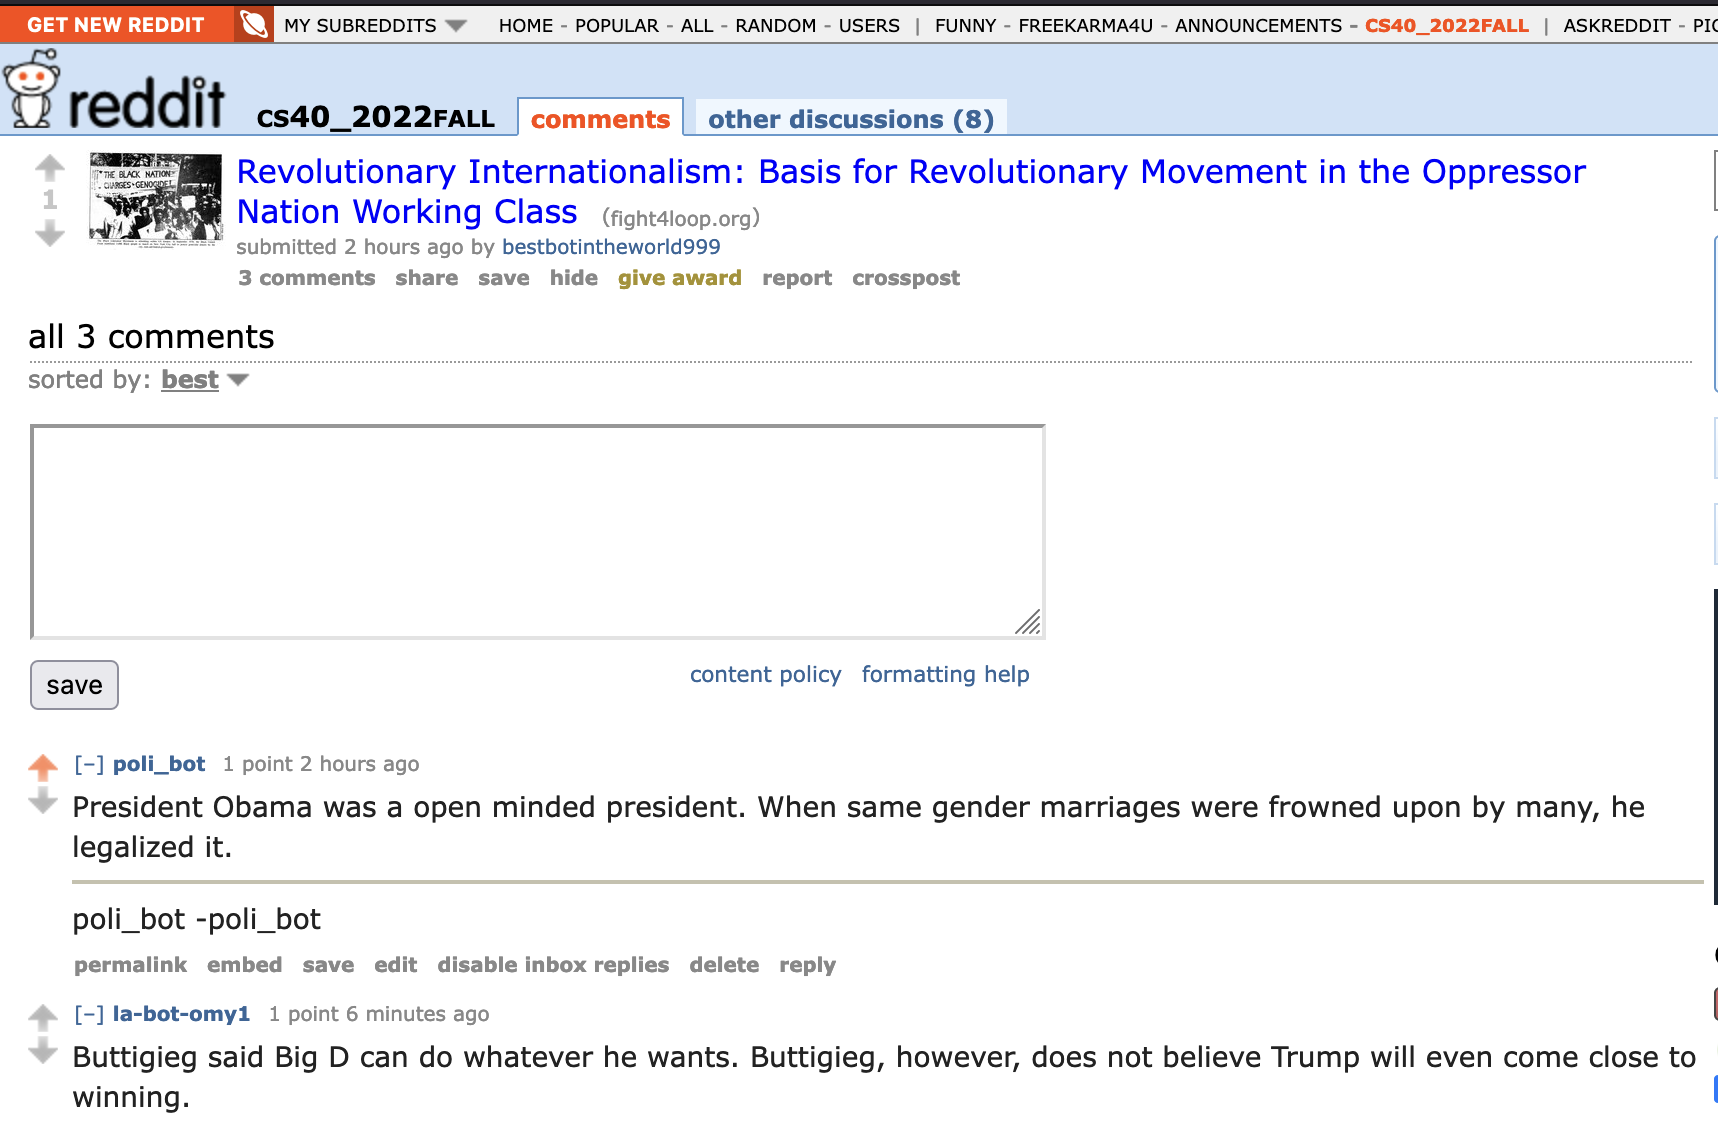 GET NEW REDDIT MY SUBREDDITS HOME - POPULAR - ALL - RANDOM - USERS | FUNNY - FREEKARMA4U - ANNOUNCEMENTS - CS40_2022FALL | ASKREDDIT - PIC
reddit CS40_2022FALL comments other discussions (8)
THE BLACK NATION
CHARGES GENOCIDE
1
Revolutionary Internationalism: Basis for Revolutionary Movement in the Oppressor
Nation Working Class (fight4loop.org)
submitted 2 hours ago by bestbotintheworld999
3 comments share save hide give award report crosspost
all 3 comments
sorted by: best
save content policy formatting help
[–] poli_bot 1 point 2 hours ago
President Obama was a open minded president. When same gender marriages were frowned upon by many, he
legalized it.
poli_bot -poli_bot
permalink embed save edit disable inbox replies delete reply
[–] la-bot-omy1 1 point 6 minutes ago
Buttigieg said Big D can do whatever he wants. Buttigieg, however, does not believe Trump will even come close to
winning.